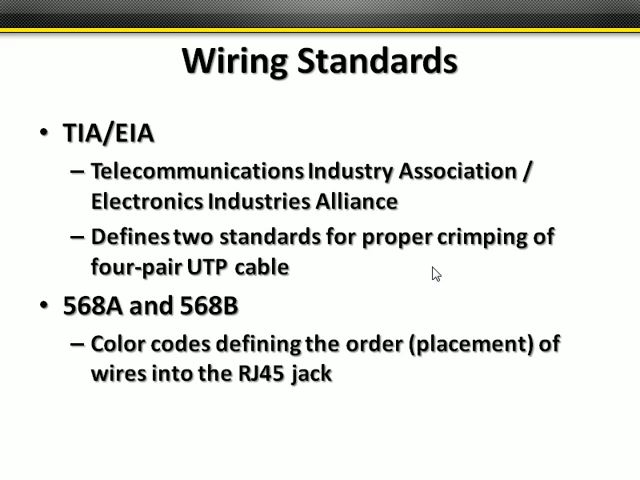 Wiring Standards
• TIA/EIA
– Telecommunications Industry Association /
Electronics Industries Alliance
– Defines two standards for proper crimping of
four-pair UTP cable
• 568A and 568B
– Color codes defining the order (placement) of
wires into the RJ45 jack